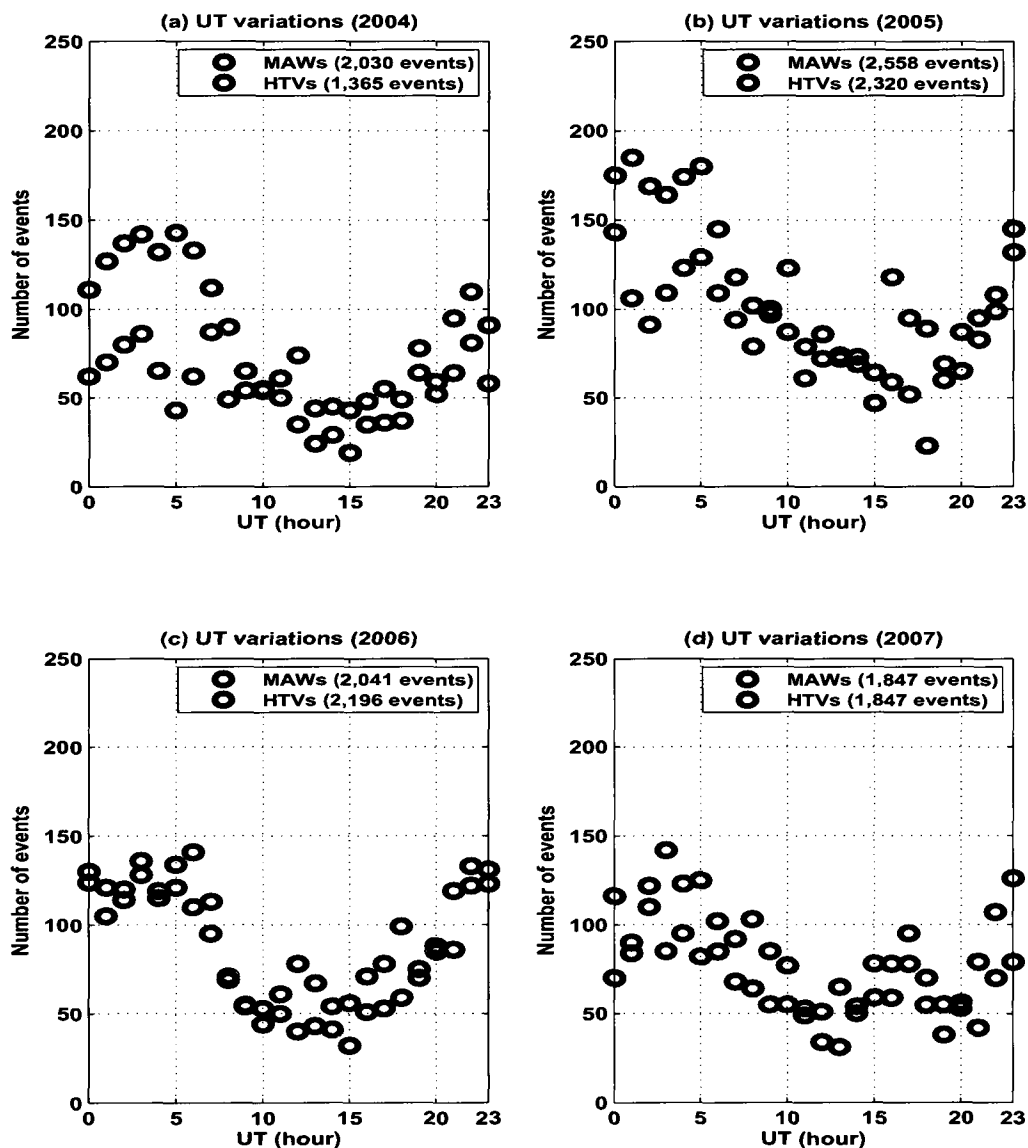 (a) UT variations (2004)
250
200
150
100
50
0
Number of events
MAWs (2,030 events)
HTVs (1,365 events)
0 5 10 15 20 23
UT (hour)
(b) UT variations (2005)
250
200
150
100
50
0
Number of events
MAWs (2,558 events)
HTVs (2,320 events)
0 5 10 15 20 23
UT (hour)
(c) UT variations (2006)
250
200
150
100
50
0
Number of events
MAWs (2,041 events)
HTVs (2,196 events)
0 5 10 15 20 23
UT (hour)
(d) UT variations (2007)
250
200
150
100
50
0
Number of events
MAWs (1,847 events)
HTVs (1,847 events)
0 5 10 15 20 23
UT (hour)